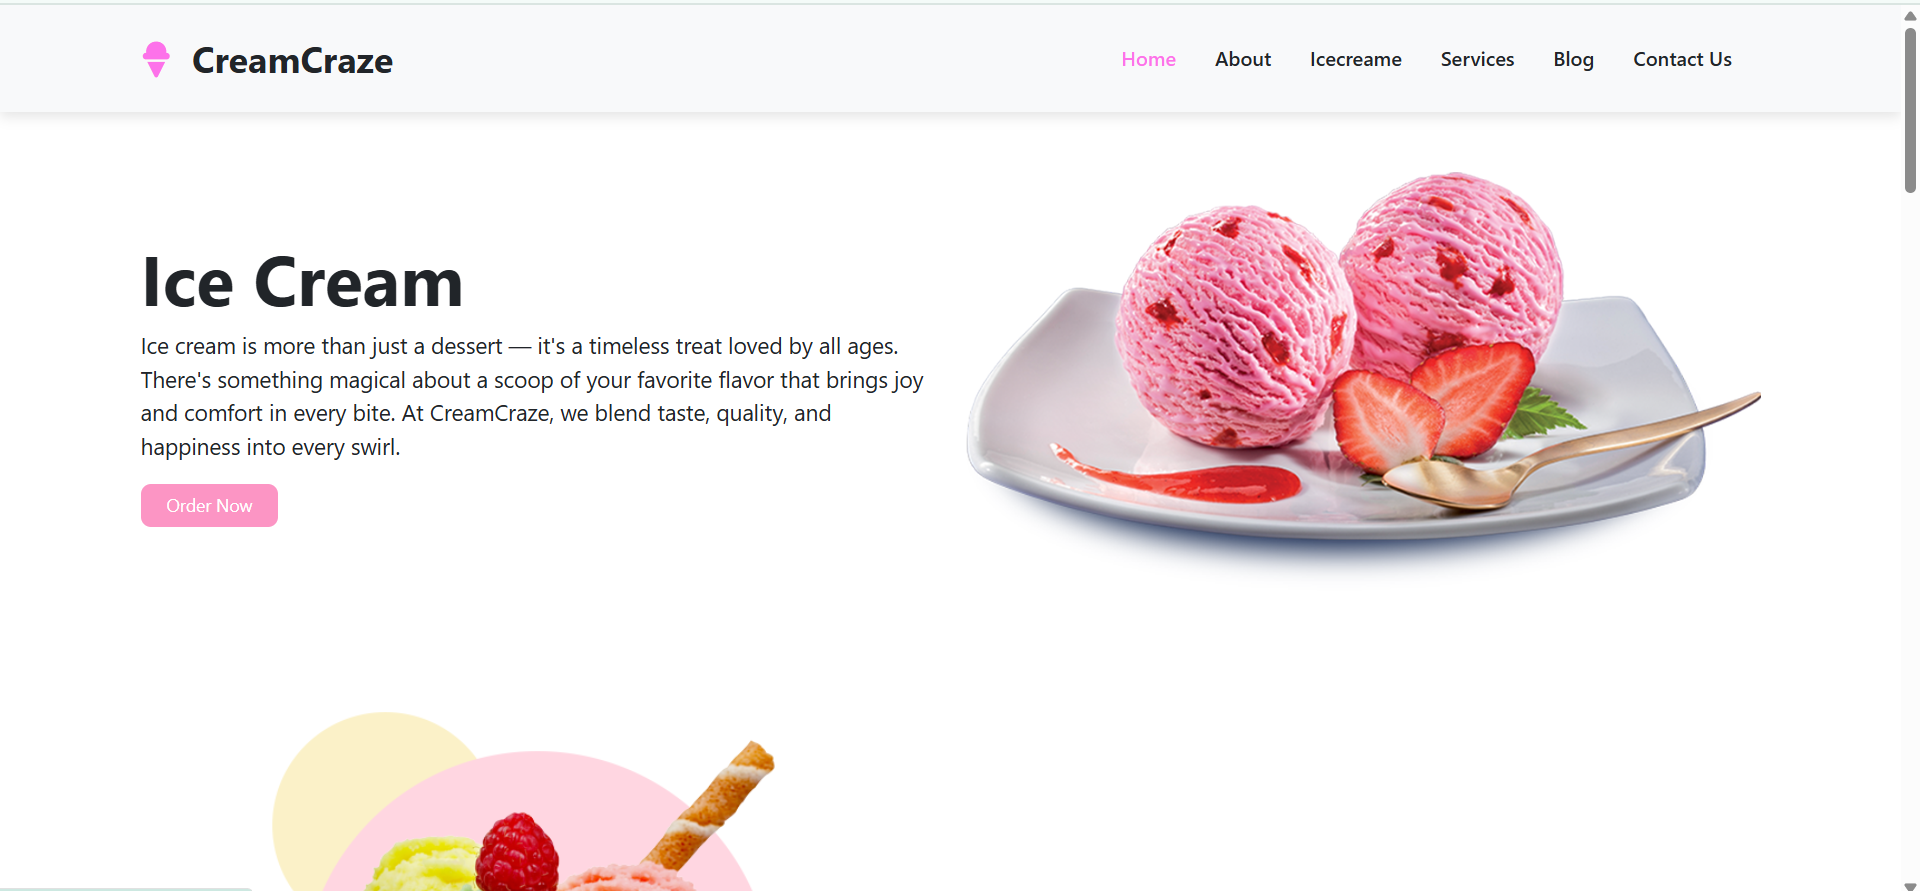 CreamCraze
Home About Icecreame Services Blog Contact Us
Ice Cream
Ice cream is more than just a dessert — it's a timeless treat loved by all ages.
There's something magical about a scoop of your favorite flavor that brings joy
and comfort in every bite. At CreamCraze, we blend taste, quality, and
happiness into every swirl.
Order Now